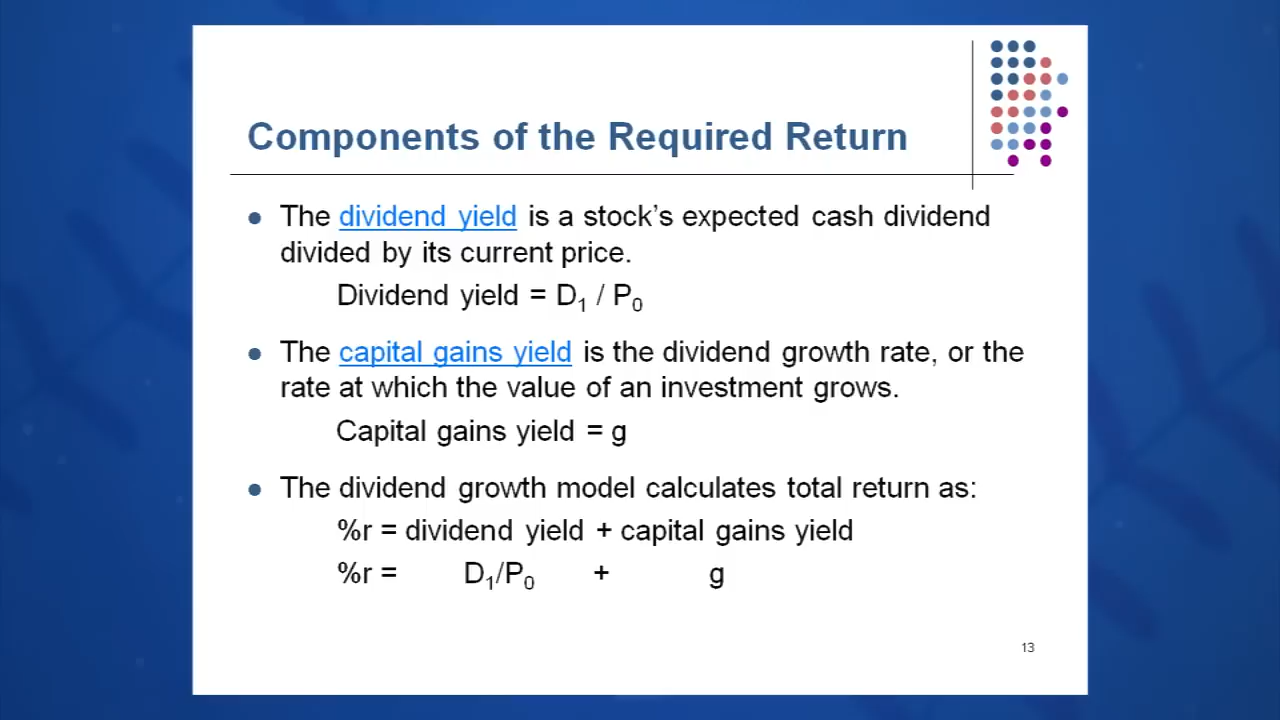 Components of the Required Return
● The dividend yield is a stock’s expected cash dividend
divided by its current price.
Dividend yield = D₁ / P₀
● The capital gains yield is the dividend growth rate, or the
rate at which the value of an investment grows.
Capital gains yield = g
● The dividend growth model calculates total return as:
%r = dividend yield + capital gains yield
%r = D₁/P₀ + g
13